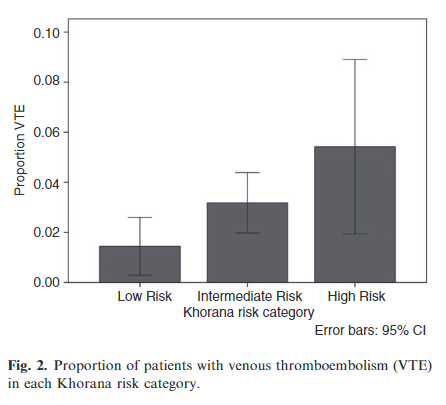 0.10
0.08
0.06
0.04
0.02
0.00
Proportion VTE
Low Risk Intermediate Risk High Risk
Khorana risk category
Error bars: 95% CI
Fig. 2. Proportion of patients with venous thromboembolism (VTE)
in each Khorana risk category.